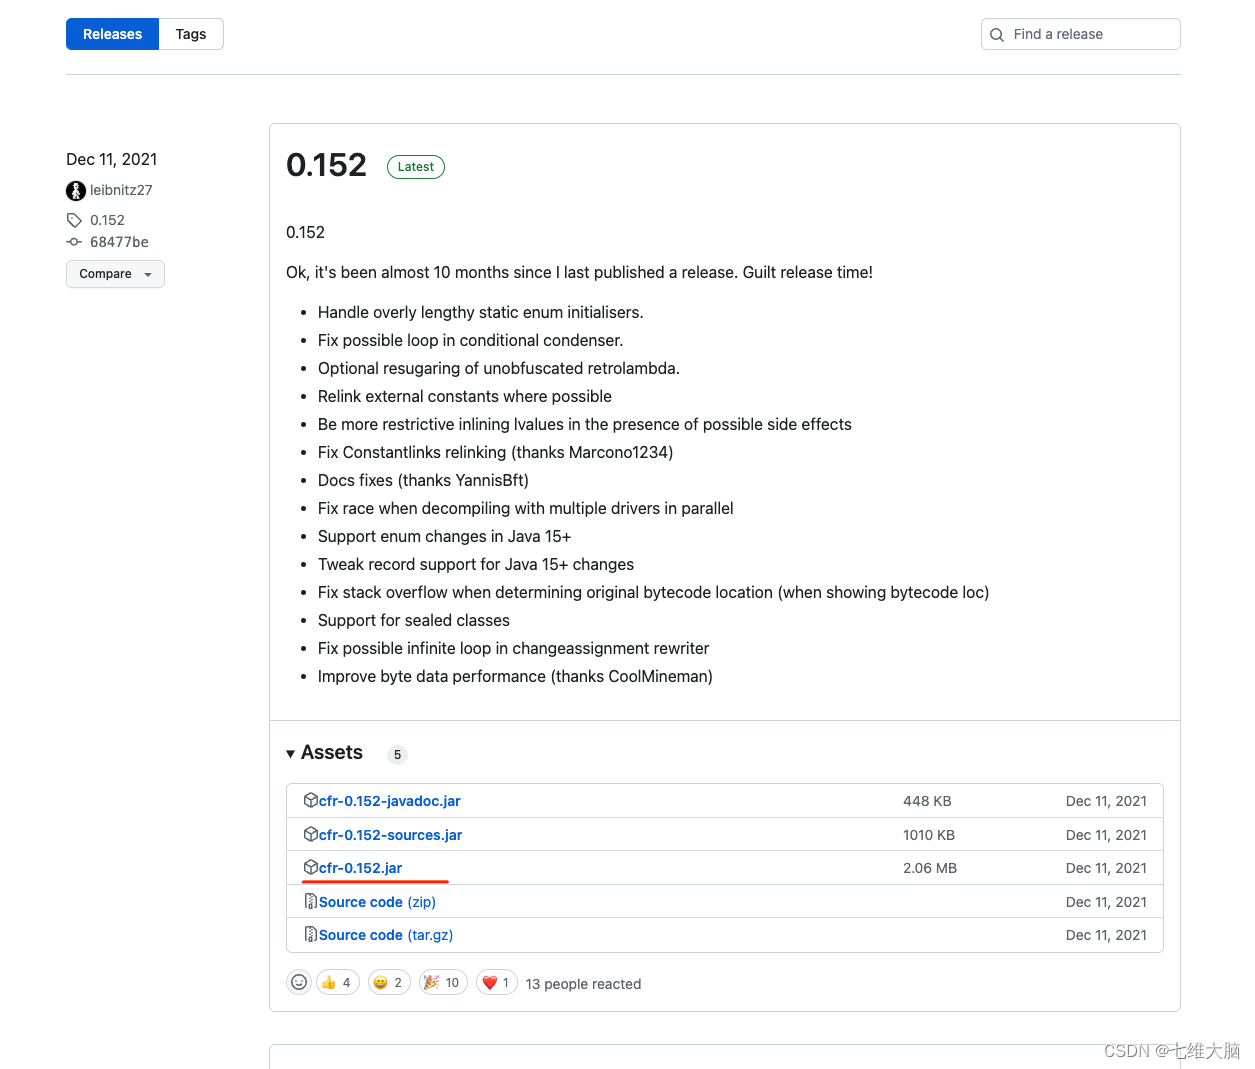 Releases
Tags
Find a release
Dec 11, 2021
leibnitz27
0.152
68477be
Compare
0.152
Latest
0.152
Ok, it's been almost 10 months since I last published a release. Guilt release time!
Handle overly lengthy static enum initialisers.
Fix possible loop in conditional condenser.
Optional resugaring of unobfuscated retrolambda.
Relink external constants where possible
Be more restrictive inlining lvalues in the presence of possible side effects
Fix Constantlinks relinking (thanks Marcono1234)
Docs fixes (thanks YannisBft)
Fix race when decompiling with multiple drivers in parallel
Support enum changes in Java 15+
Tweak record support for Java 15+ changes
Fix stack overflow when determining original bytecode location (when showing bytecode loc)
Support for sealed classes
Fix possible infinite loop in changeassignment rewriter
Improve byte data performance (thanks CoolMineman)
Assets 5
cfr-0.152-javadoc.jar 448 KB Dec 11, 2021
cfr-0.152-sources.jar 1010 KB Dec 11, 2021
cfr-0.152.jar 2.06 MB Dec 11, 2021
Source code (zip) Dec 11, 2021
Source code (tar.gz) Dec 11, 2021
4 2 10 1 13 people reacted
CSDN @七维大脑